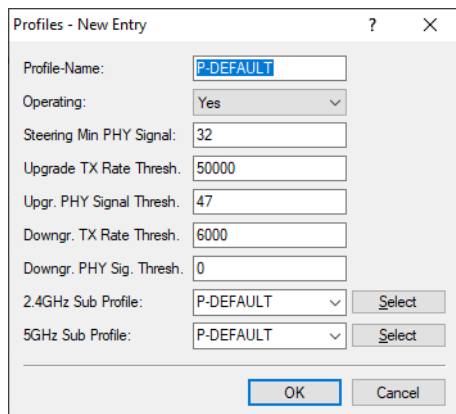 Profiles - New Entry ? ×
Profile-Name: P-DEFAULT
Operating: Yes
Steering Min PHY Signal: 32
Upgrade TX Rate Thresh. 50000
Upgr. PHY Signal Thresh. 47
Downgr. TX Rate Thresh. 6000
Downgr. PHY Sig. Thresh. 0
2.4GHz Sub Profile: P-DEFAULT Select
5GHz Sub Profile: P-DEFAULT Select
OK Cancel